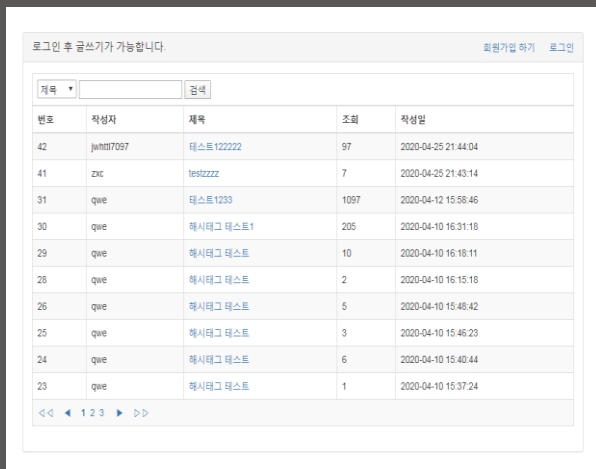 로그인 후 글쓰기가 가능합니다. 회원가입 하기 로그인
제목 ▼ 검색
번호 작성자 제목 조회 작성일
42 jwhttl7097 테스트122222 97 2020-04-25 21:44:04
41 zxc testzzzz 7 2020-04-25 21:43:14
31 qwe 테스트1233 1097 2020-04-12 15:58:46
30 qwe 해시태그 테스트1 205 2020-04-10 16:31:18
29 qwe 해시태그 테스트 10 2020-04-10 16:18:11
28 qwe 해시태그 테스트 2 2020-04-10 16:15:18
26 qwe 해시태그 테스트 5 2020-04-10 15:48:42
25 qwe 해시태그 테스트 3 2020-04-10 15:46:23
24 qwe 해시태그 테스트 6 2020-04-10 15:40:44
23 qwe 해시태그 테스트 1 2020-04-10 15:37:24
◁◁ ◀ 1 2 3 ▶ ▷▷